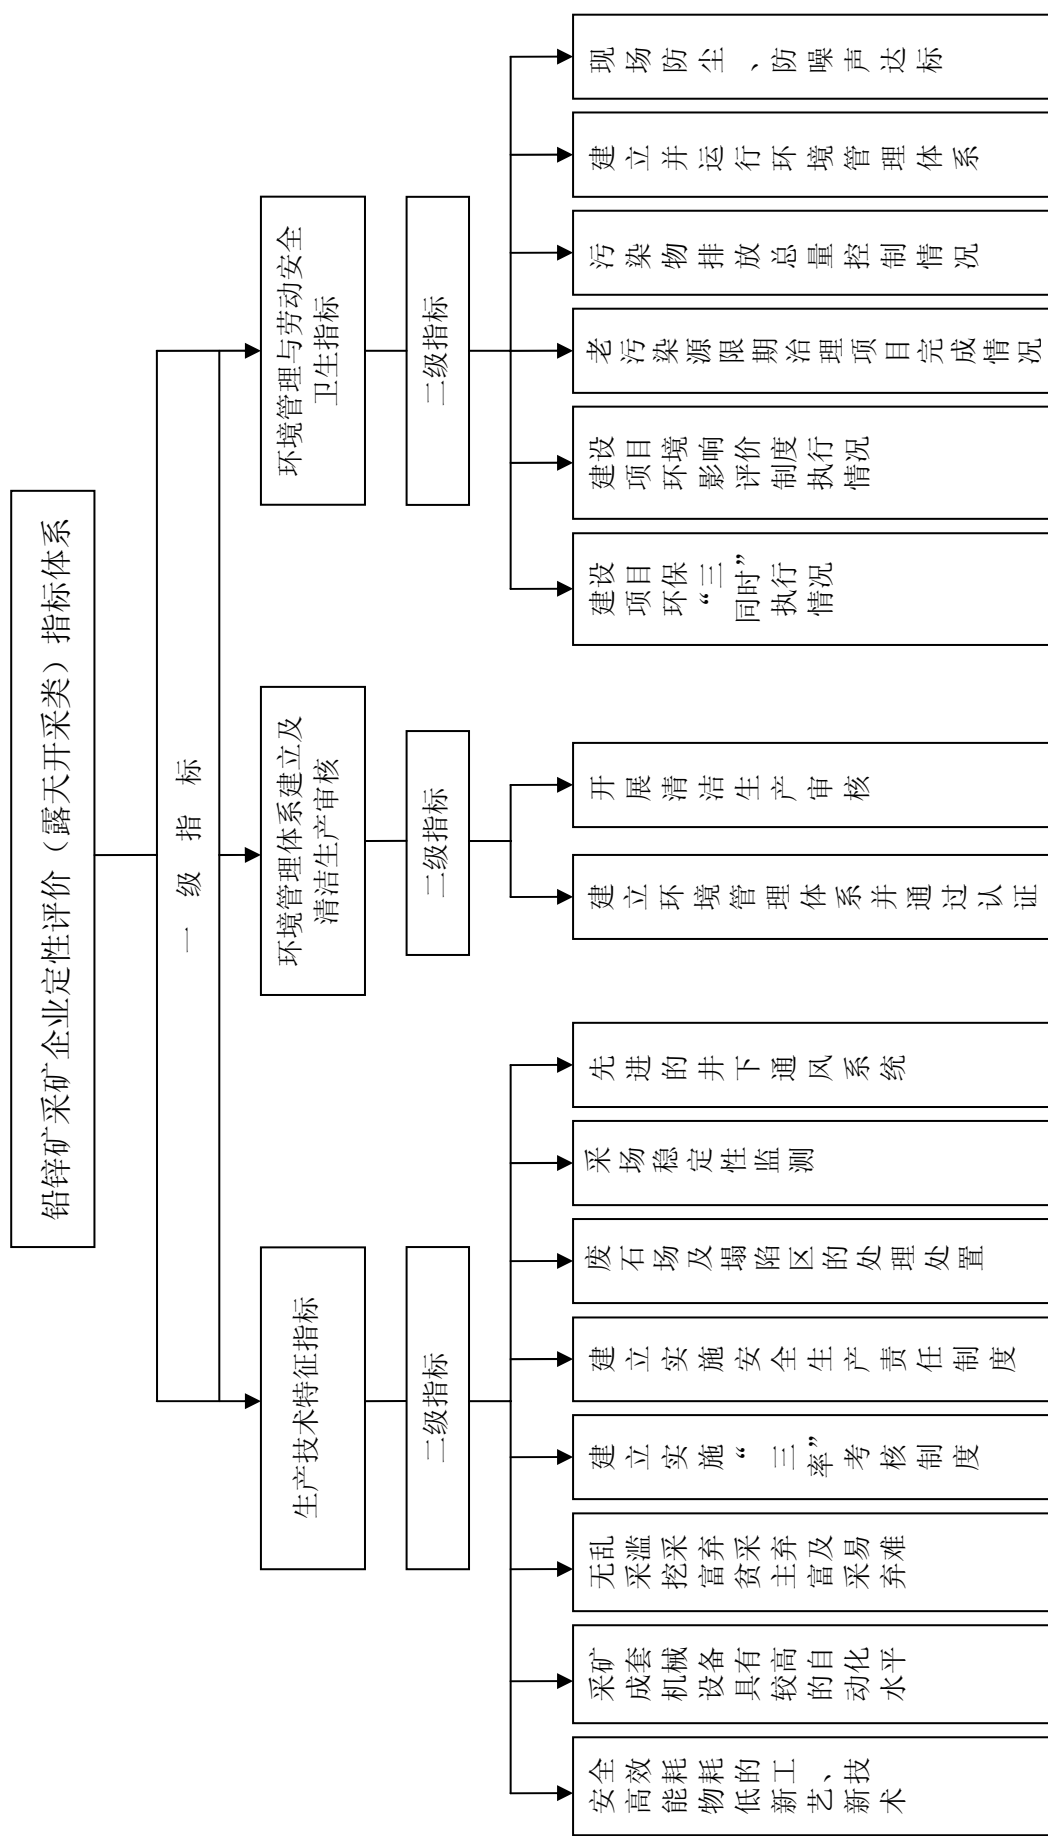 铅锌矿采矿企业定性评价（露天开采类）指标体系
一 级 指 标
生产技术特征指标
环境管理体系建立及
清洁生产审核
环境管理与劳动安全
卫生指标
二级指标
二级指标
二级指标
安全
高效
能耗
物耗
低的
新工
艺、
新技
术
采矿
成套
机械
设备
具有
较高
的自
动化
水平
无乱
采滥
挖采
富弃
贫采
主弃
富及
采易
弃难
建立实施“三率”考核制度
建立实施安全生产责任制度
废石场及塌陷区的处理处置
采场稳定性监测
先进的井下通风系统
建立环境管理体系并通过认证
开展清洁生产审核
建设
项目
环保
“三
同时”
执行
情况
建设
项目
环境
影响
评价
制度
执行
情况
老污染源限期治理项目完成情况
污染物排放总量控制情况
建立并运行环境管理体系
现场防尘、防噪声达标